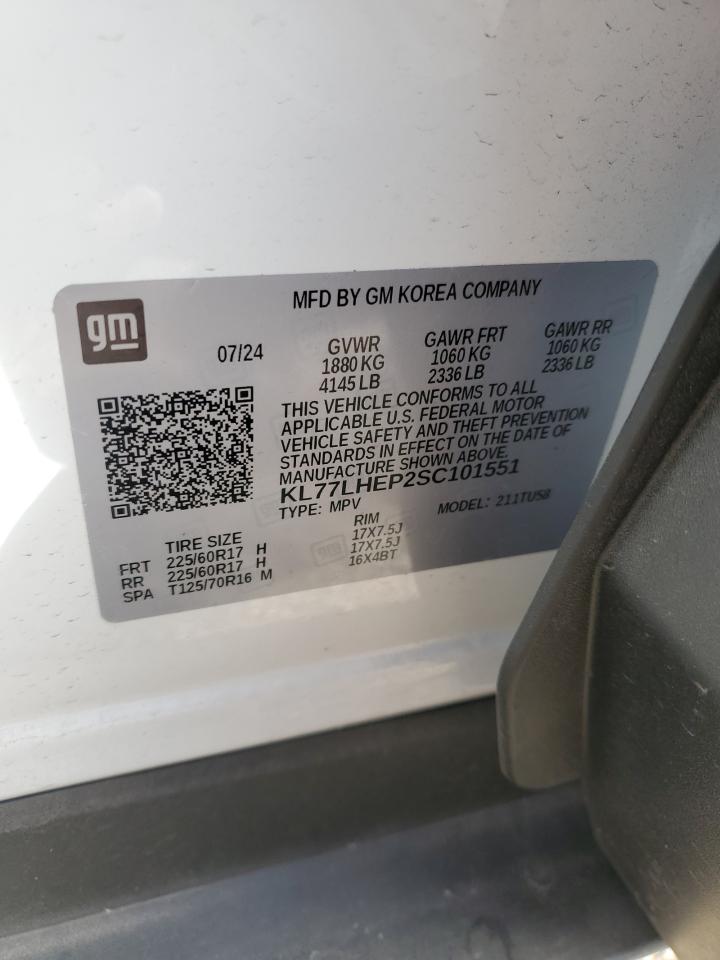 gm
MFD BY GM KOREA COMPANY
07/24
GVWR
1880 KG
4145 LB
GAWR FRT
1060 KG
2336 LB
GAWR RR
1060 KG
2336 LB
THIS VEHICLE CONFORMS TO ALL
APPLICABLE U.S. FEDERAL MOTOR
VEHICLE SAFETY AND THEFT PREVENTION
STANDARDS IN EFFECT ON THE DATE OF
MANUFACTURE SHOWN ABOVE.
KL77LHEP2SC101551
TYPE: MPV MODEL: 211TU58
TIRE SIZE RIM
FRT 225/60R17 H 17X7.5J
RR 225/60R17 H 17X7.5J
SPA T125/70R16 M 16X4BT